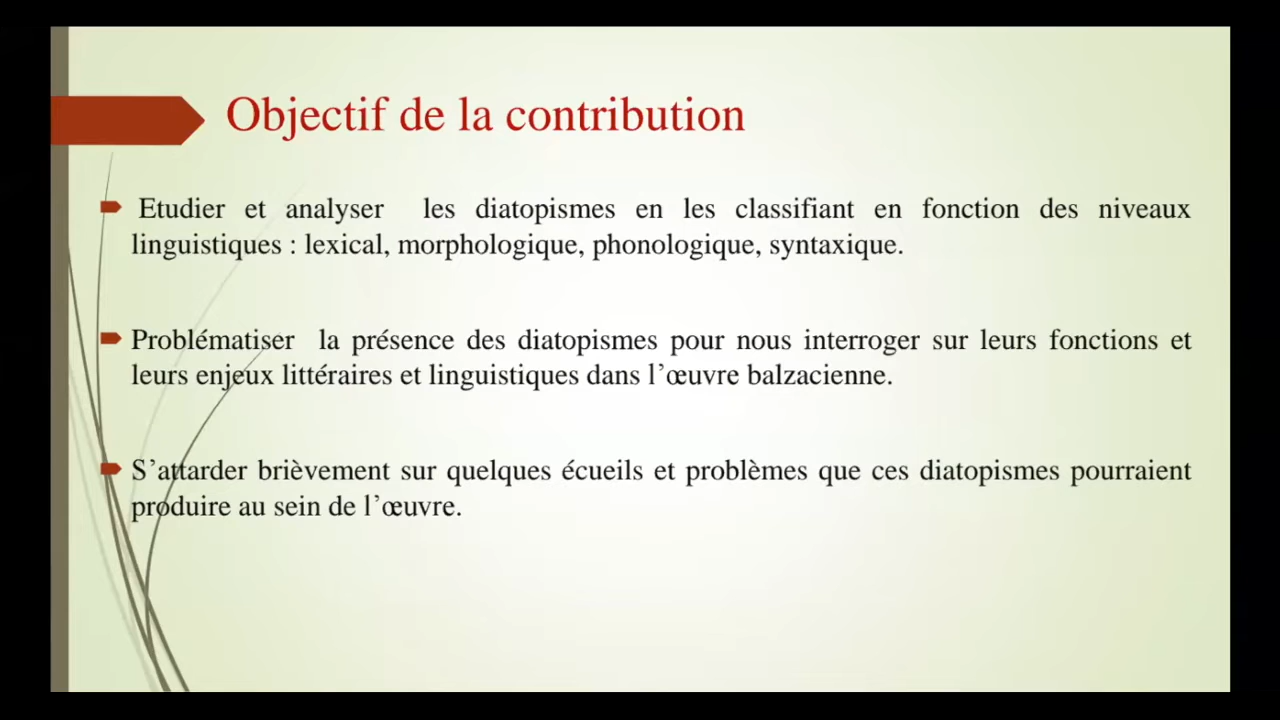 Objectif de la contribution
Etudier et analyser les diatopismes en les classifiant en fonction des niveaux
linguistiques : lexical, morphologique, phonologique, syntaxique.
Problématiser la présence des diatopismes pour nous interroger sur leurs fonctions et
leurs enjeux littéraires et linguistiques dans l’œuvre balzacienne.
S’attarder brièvement sur quelques écueils et problèmes que ces diatopismes pourraient
produire au sein de l’œuvre.